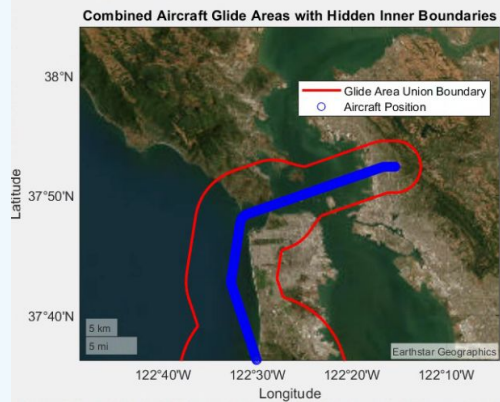 Combined Aircraft Glide Areas with Hidden Inner Boundaries
38°N
Glide Area Union Boundary
Aircraft Position
Latitude
37°50'N
37°40'N
5 km
5 mi
Earthstar Geographics
122°40'W
122°30'W
122°20'W
122°10'W
Longitude